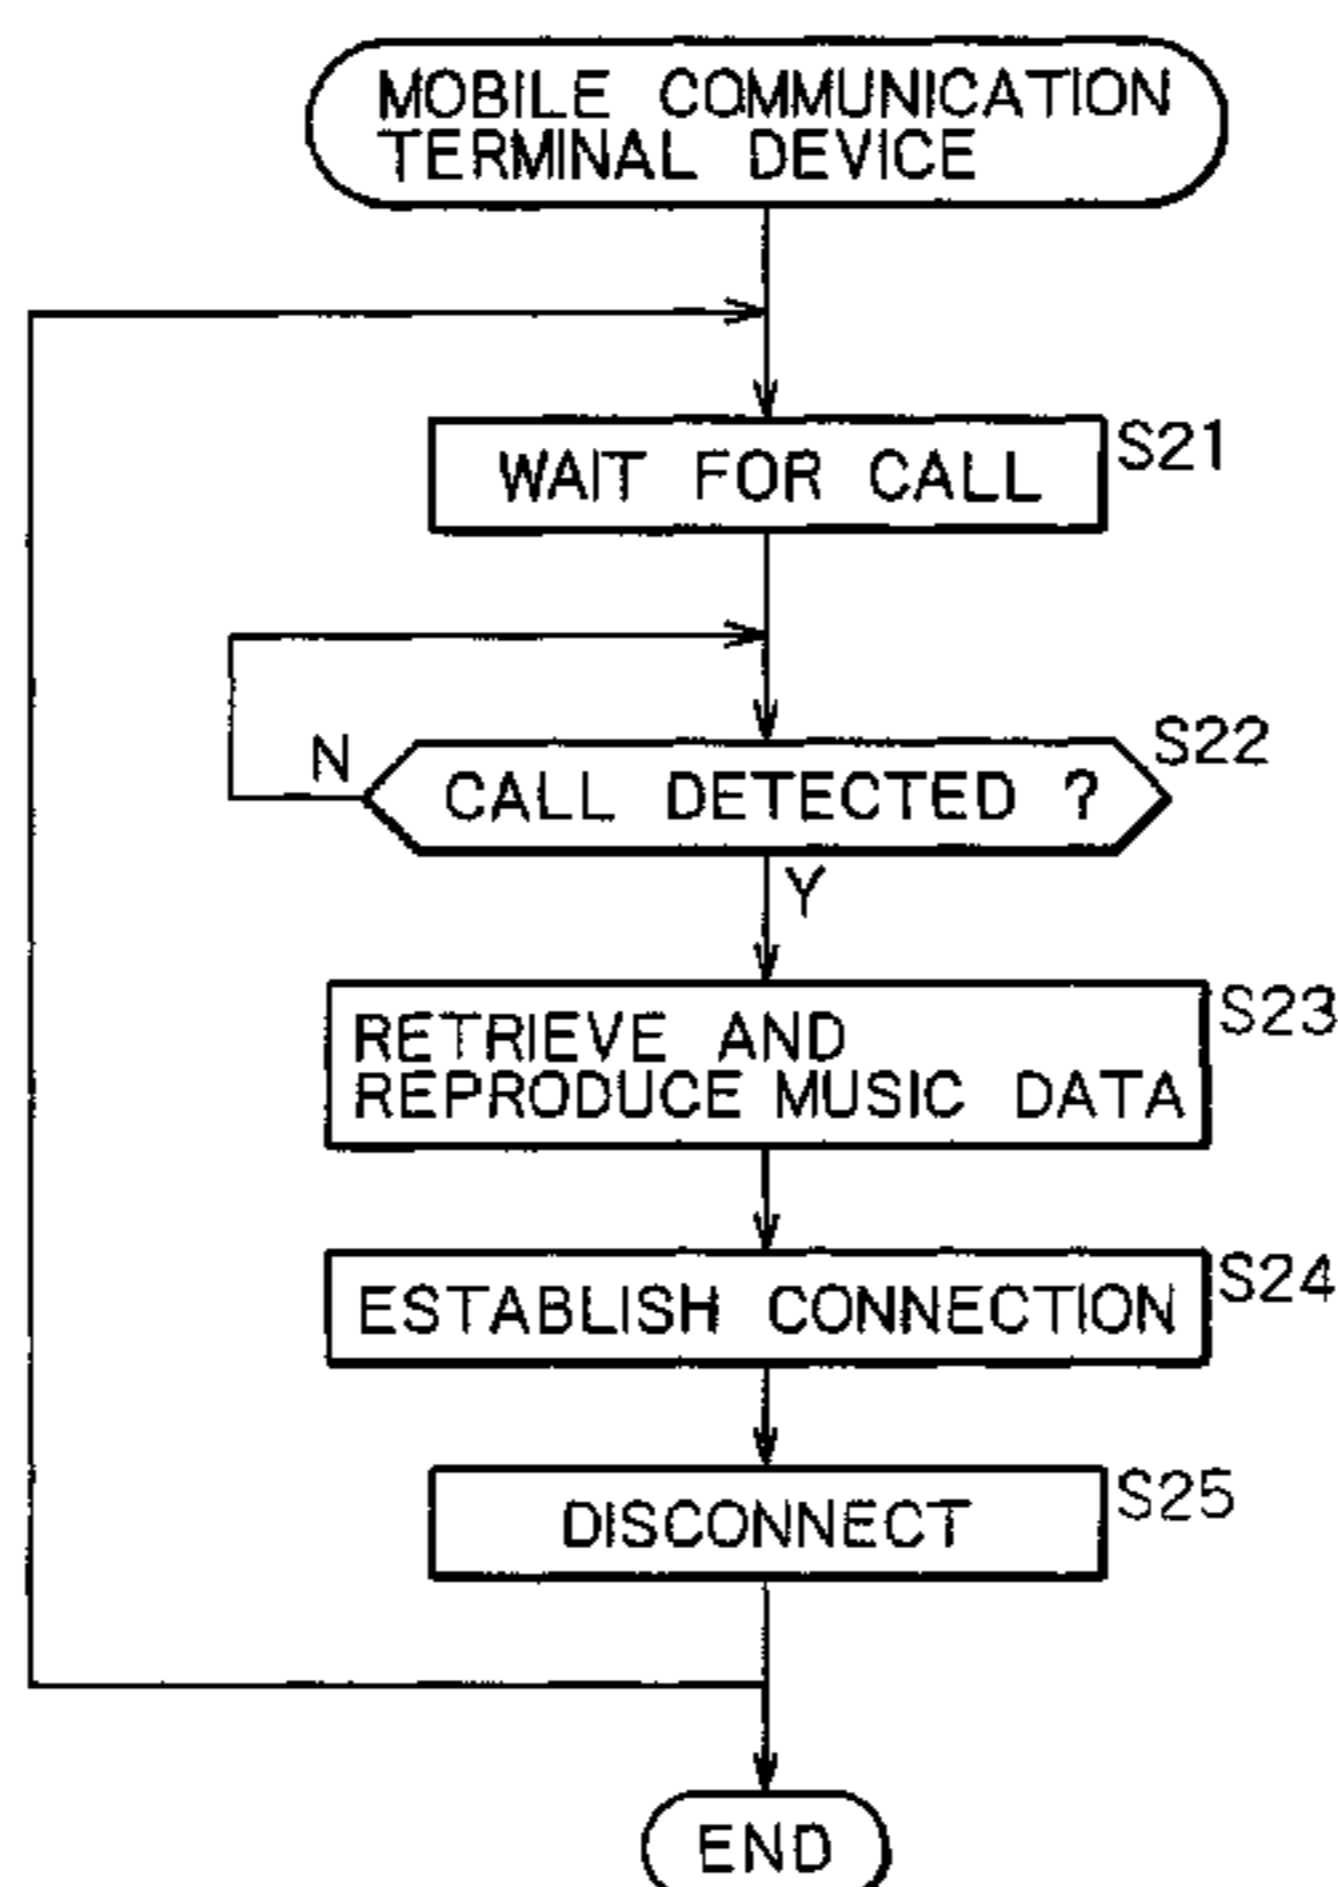 MOBILE COMMUNICATION
TERMINAL DEVICE
WAIT FOR CALL
S21
CALL DETECTED ?
S22
N
Y
RETRIEVE AND
REPRODUCE MUSIC DATA
S23
ESTABLISH CONNECTION
S24
DISCONNECT
S25
END